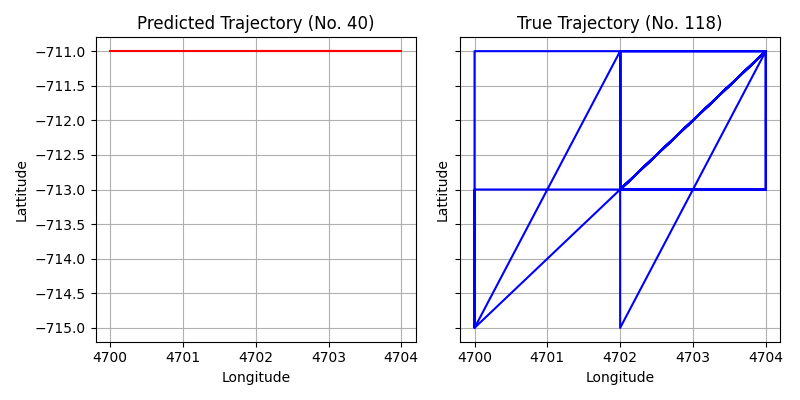 Predicted Trajectory (No. 40)
True Trajectory (No. 118)
−711.0
−711.5
−712.0
−712.5
−713.0
−713.5
−714.0
−714.5
−715.0
Lattitude
Lattitude
4700 4701 4702 4703 4704
4700 4701 4702 4703 4704
Longitude
Longitude